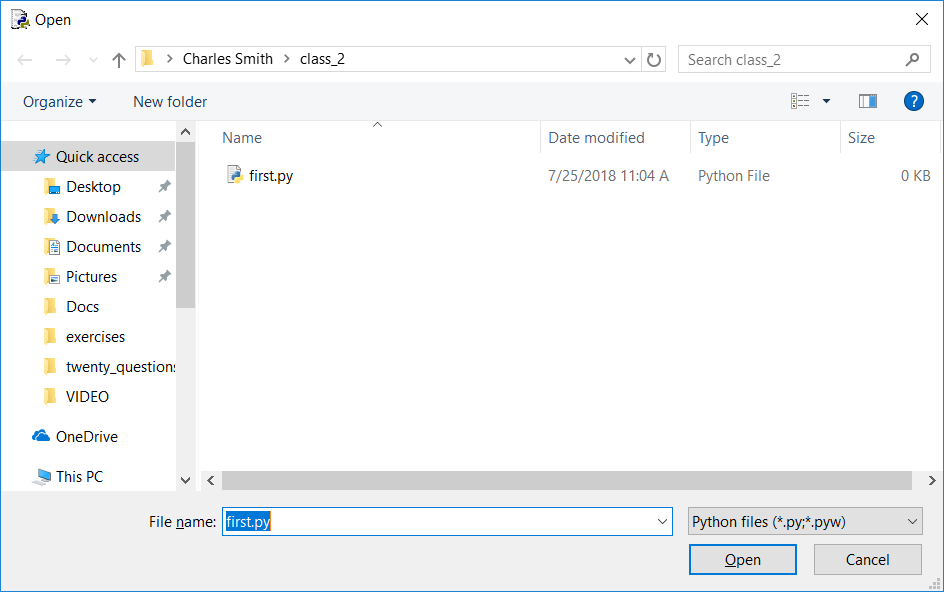 Open
Charles Smith > class_2
Search class_2
Organize
New folder
?
Name
Date modified
Type
Size
first.py
7/25/2018 11:04 A
Python File
0 KB
Quick access
Desktop
Downloads
Documents
Pictures
Docs
exercises
twenty_questions
VIDEO
OneDrive
This PC
File name:
first.py
Python files (*.py;*.pyw)
Open
Cancel